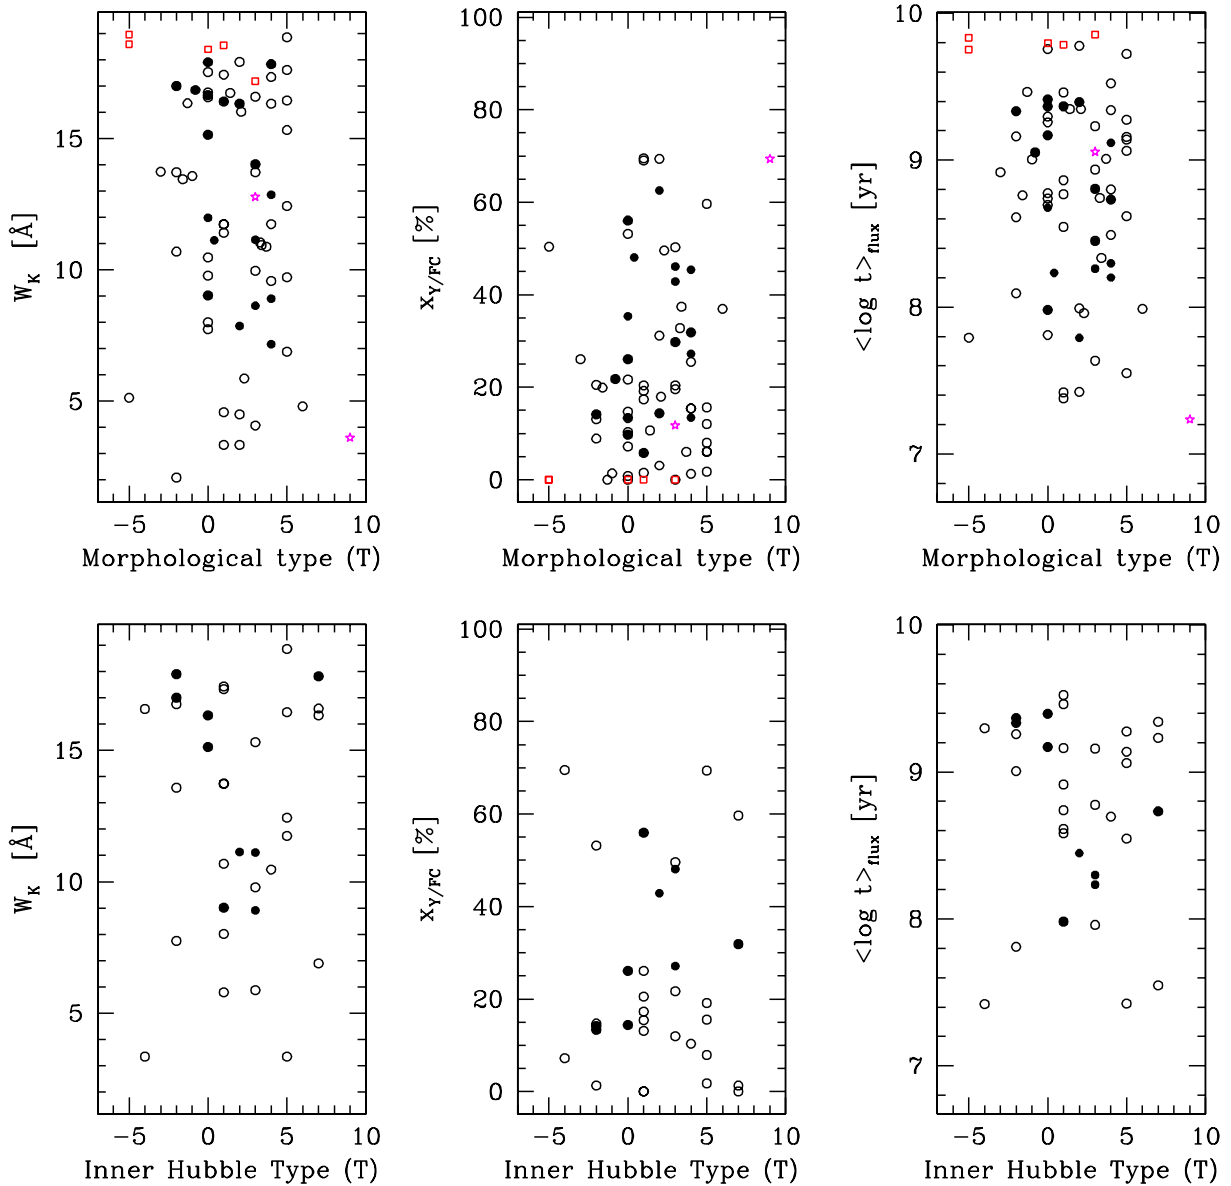 15
10
5
W_K [Å]
−5 0 5 10
Morphological type (T)
100
80
60
40
20
0
x_Y/FC [%]
−5 0 5 10
Morphological type (T)
10
9
8
7
<log t>_flux [yr]
−5 0 5 10
Morphological type (T)
15
10
5
W_K [Å]
−5 0 5 10
Inner Hubble Type (T)
100
80
60
40
20
0
x_Y/FC [%]
−5 0 5 10
Inner Hubble Type (T)
10
9
8
7
<log t>_flux [yr]
−5 0 5 10
Inner Hubble Type (T)